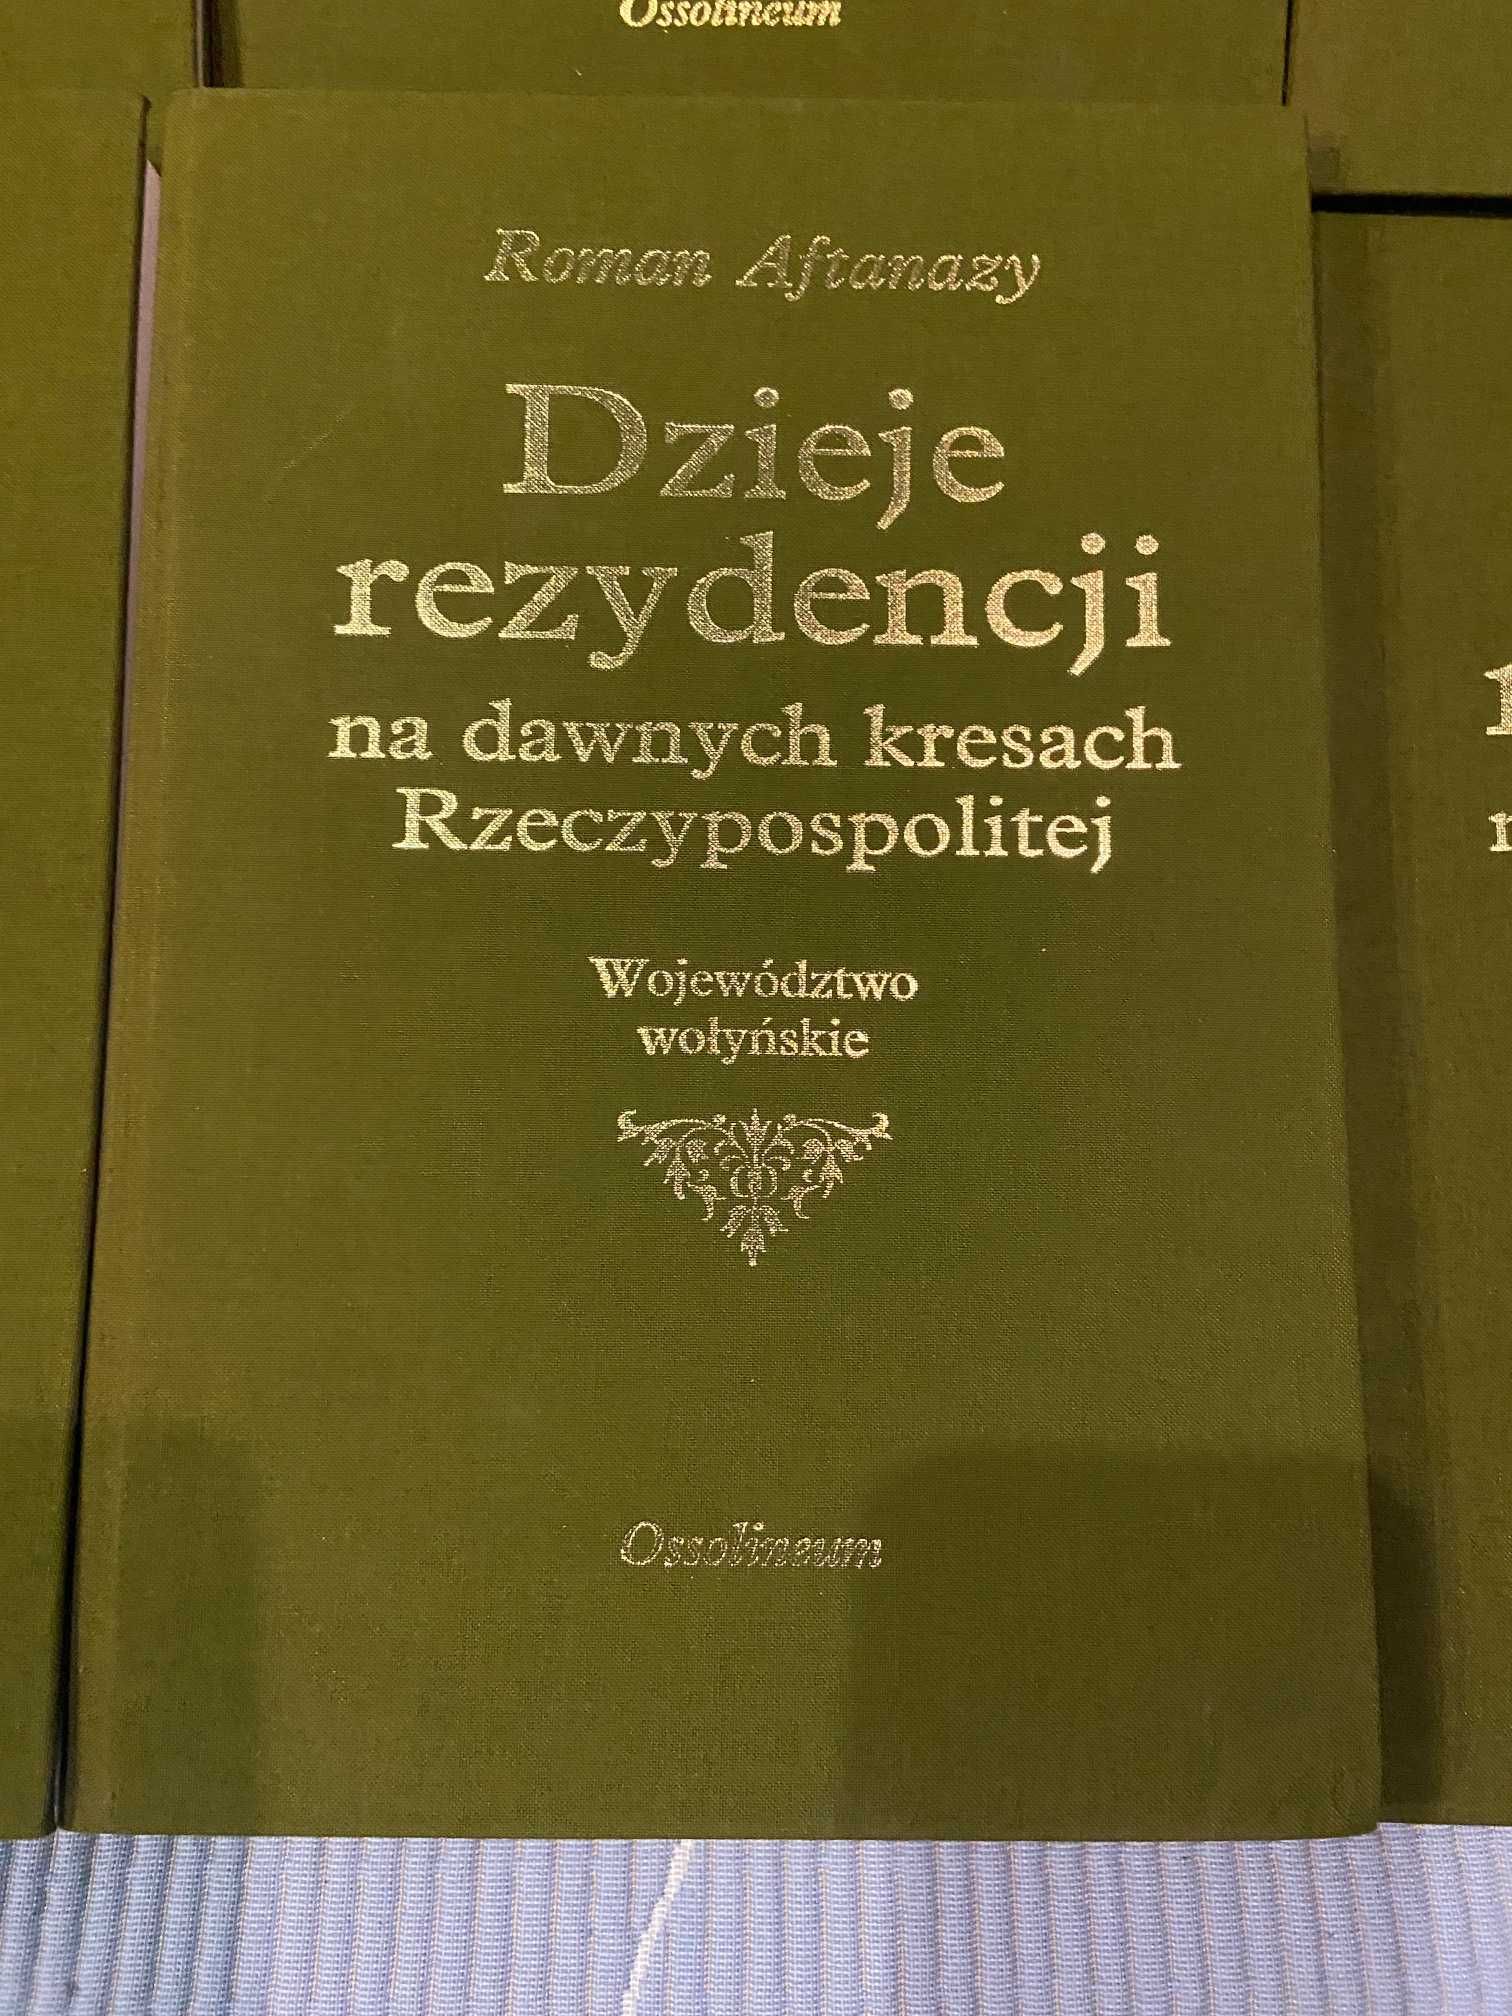 Ossolineum
Roman Aftanazy
Dzieje
rezydencji
na dawnych kresach
Rzeczypospolitej
Województwo
wołyńskie
Ossolineum